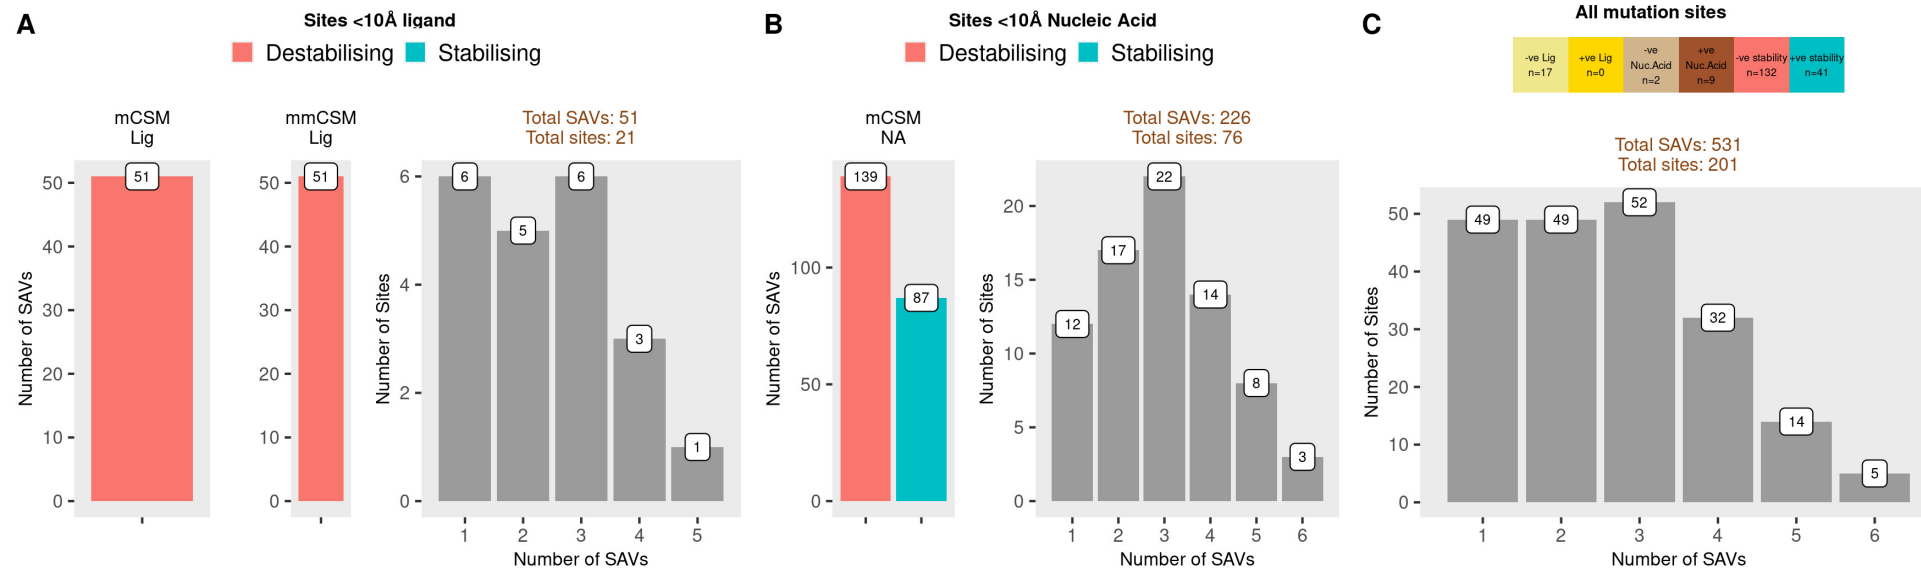 A
Sites <10Å ligand
Destabilising
Stabilising
mCSM
Lig
Number of SAVs
50
40
30
20
10
0
51
mmCSM
Lig
50
40
30
20
10
0
51
Total SAVs: 51
Total sites: 21
Number of Sites
6
4
2
0
6
5
6
3
1
1
2
3
4
5
Number of SAVs
B
Sites <10Å Nucleic Acid
Destabilising
Stabilising
mCSM
NA
Number of SAVs
100
50
0
139
87
Total SAVs: 226
Total sites: 76
Number of Sites
20
15
10
5
0
12
17
22
14
8
3
1
2
3
4
5
6
Number of SAVs
C
All mutation sites
-ve Lig
n=17
+ve Lig
n=0
-ve
Nuc.Acid
n=2
+ve
Nuc.Acid
n=9
-ve stability
n=132
+ve stability
n=41
Total SAVs: 531
Total sites: 201
Number of Sites
50
40
30
20
10
0
49
49
52
32
14
5
1
2
3
4
5
6
Number of SAVs